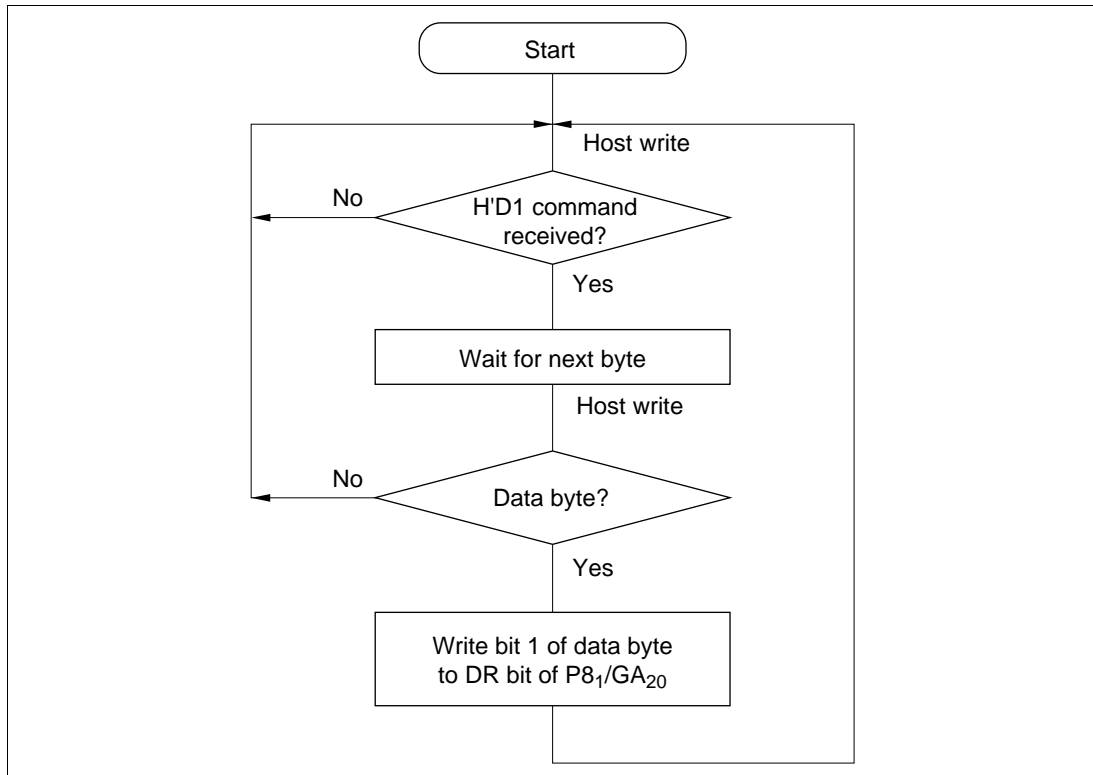 Start
Host write
No
H'D1 command
received?
Yes
Wait for next byte
Host write
No
Data byte?
Yes
Write bit 1 of data byte
to DR bit of P8₁/GA₂₀